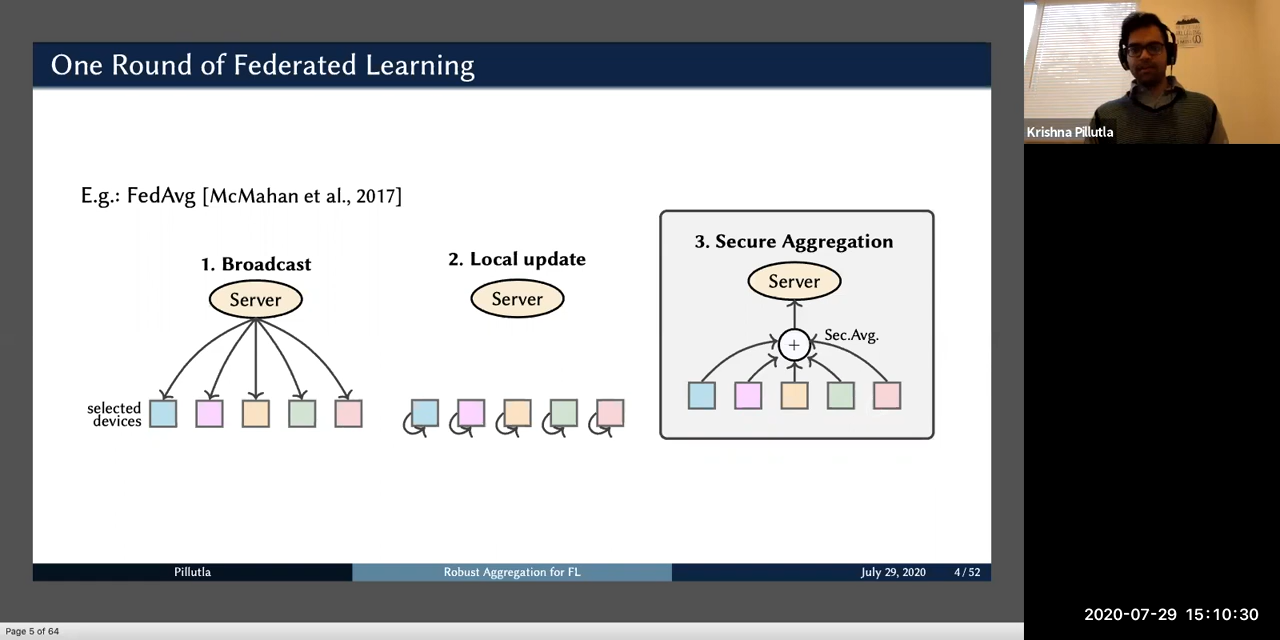 One Round of Federated Learning
E.g.: FedAvg [McMahan et al., 2017]
1. Broadcast
Server
selected
devices
2. Local update
Server
3. Secure Aggregation
Server
+
Sec.Avg.
Pillutla
Robust Aggregation for FL
July 29, 2020
4 / 52
Page 5 of 64
Krishna Pillutla
2020-07-29 15:10:30